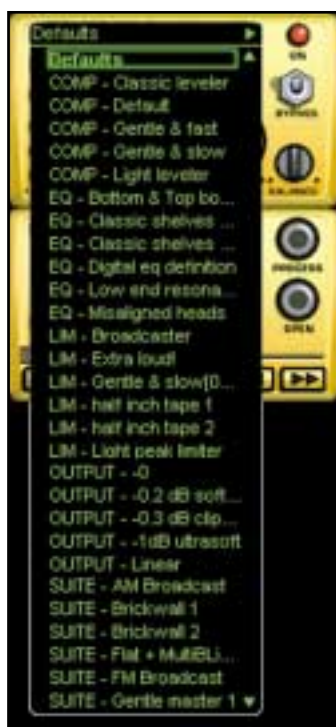 Defaults
ON
Defaults
COMP - Classic leveler
COMP - Default
BYPASS
COMP - Gentle & fast
COMP - Gentle & slow
COMP - Light leveler
BALANCE
EQ - Bottom & Top bo...
EQ - Classic shelves ...
EQ - Classic shelves ...
EQ - Digital eq definition
PROCESS
EQ - Low end resona...
EQ - Misaligned heads
OPEN
LIM - Broadcaster
LIM - Extra loud!
LIM - Gentle & slow[0...
LIM - half inch tape 1
LIM - half inch tape 2
LIM - Light peak limiter
OUTPUT - -0
OUTPUT - -0.2 dB soft...
OUTPUT - -0.3 dB clip...
OUTPUT - -1dB ultrasoft
OUTPUT - Linear
SUITE - AM Broadcast
SUITE - Brickwall 1
SUITE - Brickwall 2
SUITE - Flat + MultiBLi...
SUITE - FM Broadcast
SUITE - Gentle master 1